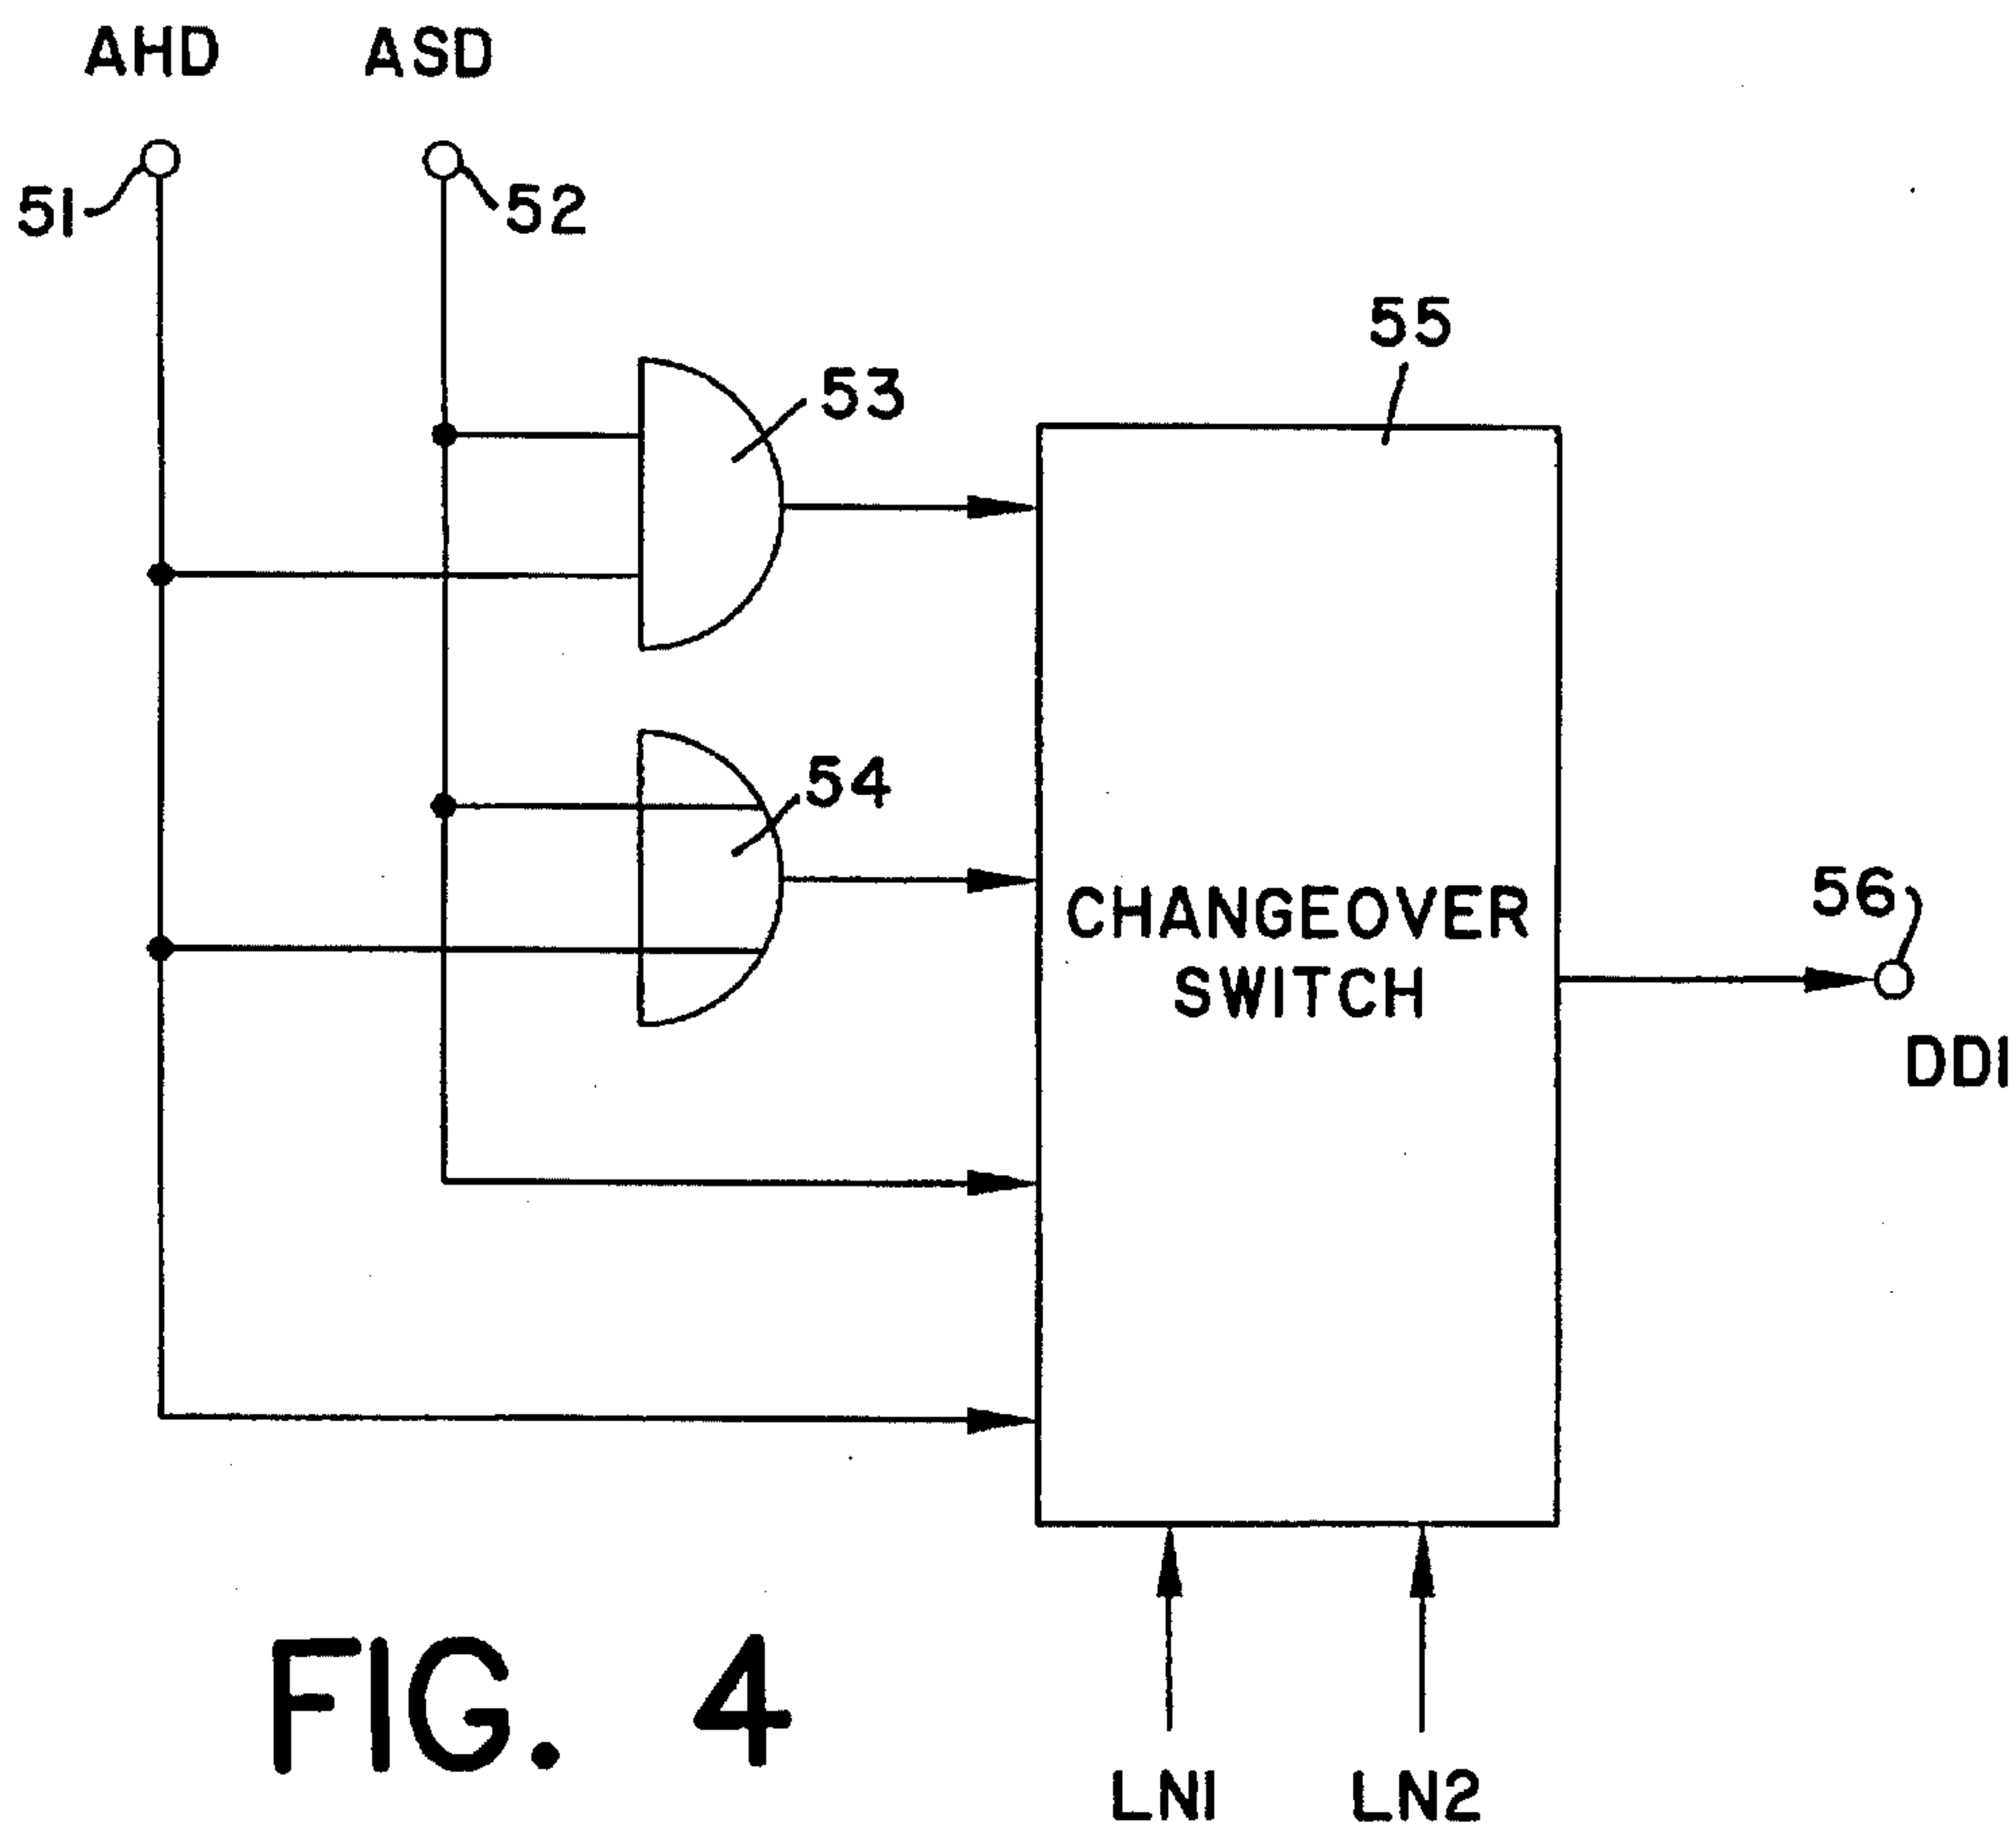 AHD ASD
51 52
55
53
54
CHANGEOVER
SWITCH
56
DD1
FIG. 4
LN1 LN2